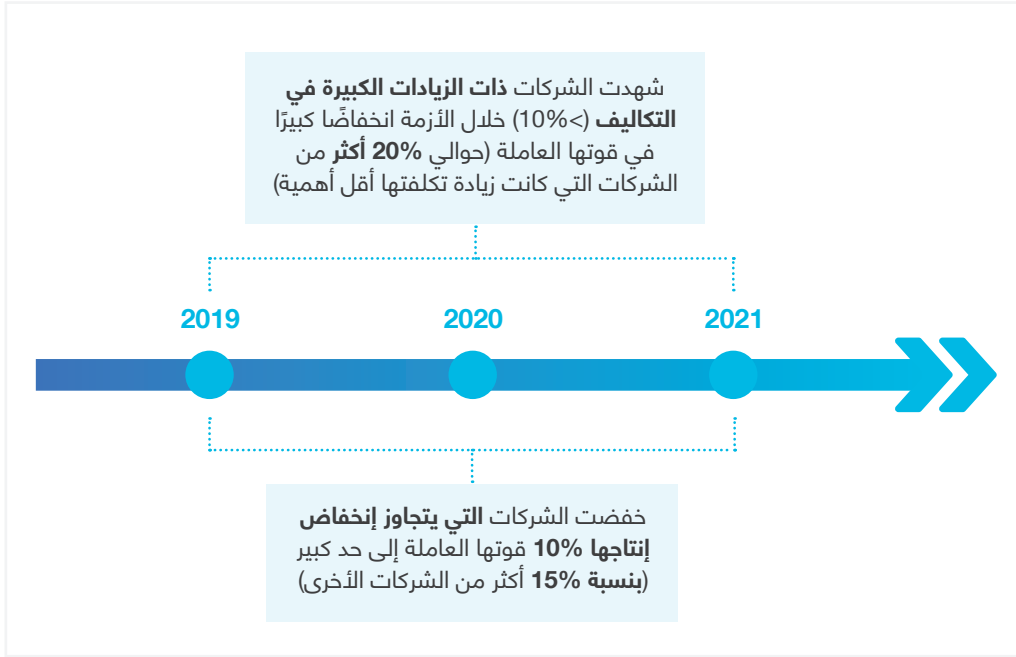 شهدت الشركات ذات الزيادات الكبيرة في
التكاليف (>10%) خلال الأزمة انخفاضًا كبيرًا
في قوتها العاملة (حوالي 20% أكثر من
الشركات التي كانت زيادة تكلفتها أقل أهمية)
2019 2020 2021
خفضت الشركات التي يتجاوز إنخفاض
إنتاجها 10% قوتها العاملة إلى حد كبير
(بنسبة 15% أكثر من الشركات الأخرى)